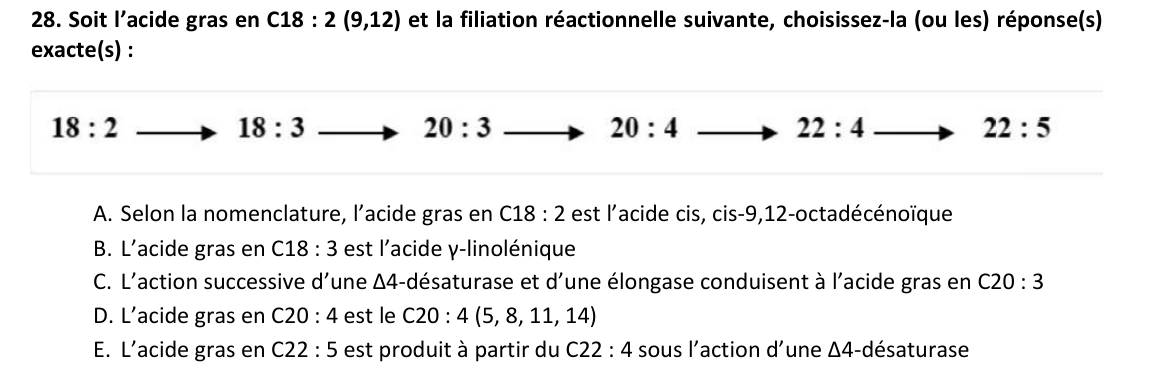 28. Soit l’acide gras en C18 : 2 (9,12) et la filiation réactionnelle suivante, choisissez-la (ou les) réponse(s)
exacte(s) :
18 : 2 ⟶ 18 : 3 ⟶ 20 : 3 ⟶ 20 : 4 ⟶ 22 : 4 ⟶ 22 : 5
A. Selon la nomenclature, l’acide gras en C18 : 2 est l’acide cis, cis-9,12-octadécénoïque
B. L’acide gras en C18 : 3 est l’acide γ-linolénique
C. L’action successive d’une Δ4-désaturase et d’une élongase conduisent à l’acide gras en C20 : 3
D. L’acide gras en C20 : 4 est le C20 : 4 (5, 8, 11, 14)
E. L’acide gras en C22 : 5 est produit à partir du C22 : 4 sous l’action d’une Δ4-désaturase